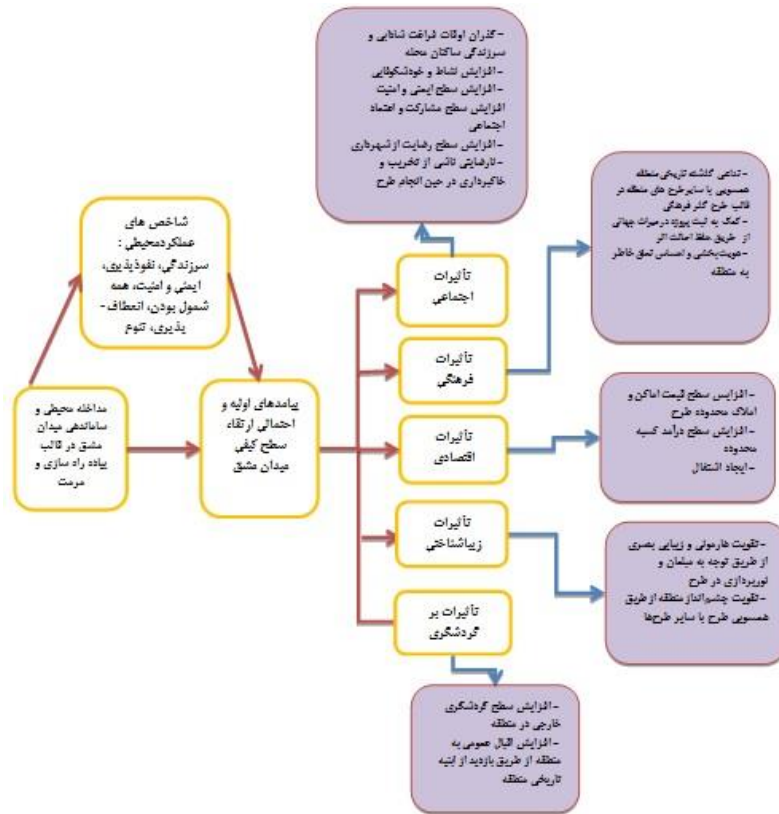 -گذران اوقات فراغت شادابی و
سرزندگی ساکنان محله
-افزایش نشاط و خودشکوفایی
-افزایش سطح ایمنی و امنیت
افزایش سطح مشارکت و اعتماد
اجتماعی
-افزایش سطح رضایت از شهرداری
-نارضایتی ناشی از تخریب و
خاکبرداری در حین انجام طرح
شاخص های
عملکردمحیطی :
سرزندگی، نفوذپذیری،
ایمنی و امنیت، همه
شمول بودن، انعطاف-
پذیری، تنوع
مداخله محیطی و
ساماندهی میدان
مشق در قالب
پیاده راه سازی و
مرمت
پیامدهای اولیه و
احتمالی ارتقاء
سطح کیفی
میدان مشق
تأثیرات
اجتماعی
تأثیرات
فرهنگی
تأثیرات
اقتصادی
تأثیرات
زیباشناختی
تأثیرات بر
گردشگری
-تداعی گذشته تاریخی منطقه
همسویی با سایر طرح های منطقه در
قالب طرح گذر فرهنگی
-کمک به ثبت پروژه در میراث جهانی
از طریق حفظ اصالت اثر
-هویت‌بخشی و احساس تعلق خاطر
به منطقه
-افزایس سطح قیمت اماکن و
املاک محدوده طرح
-افزایش سطح درآمد کسبه
محدوده
-ایجاد اشتغال
-تقویت هارمونی و زیبایی بصری
از طریق توجه به مبلمان و
نورپردازی در طرح
-تقویت چشم‌انداز منطقه از طریق
همسویی طرح با سایر طرح‌ها
-افزایش سطح گردشگری
خارجی در منطقه
-افزایش اقبال عمومی به
منطقه از طریق بازدید از ابنیه
تاریخی منطقه